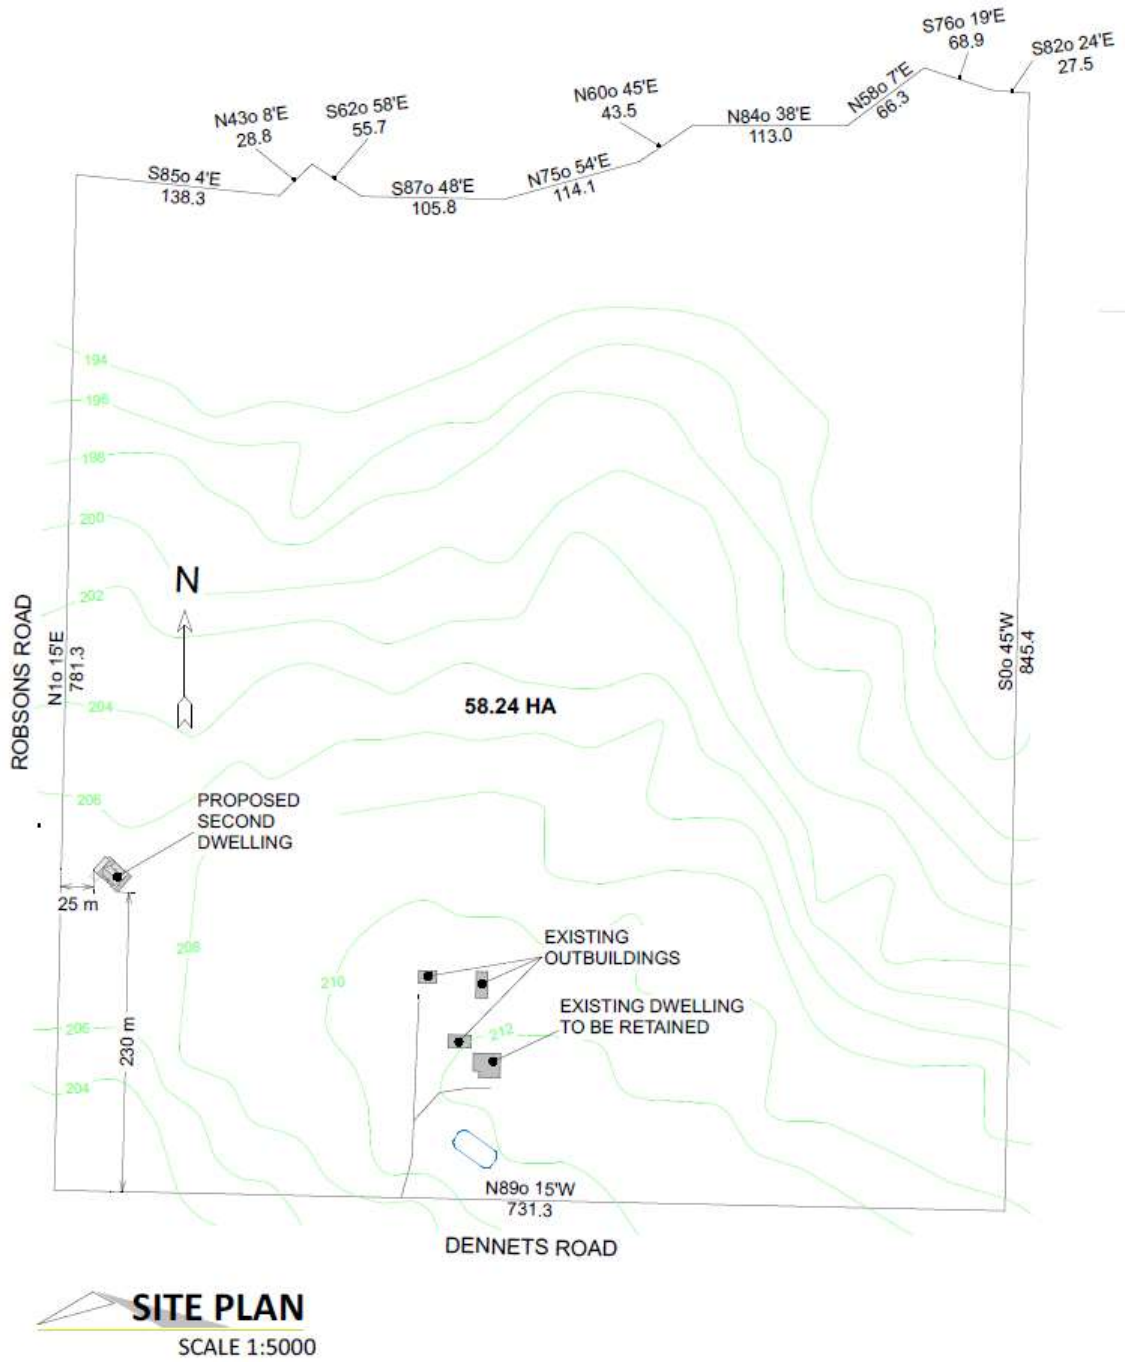 S76o 19'E
68.9
S82o 24'E
27.5
N60o 45'E
43.5
N58o 7'E
66.3
N43o 8'E
28.8
S62o 58'E
55.7
N84o 38'E
113.0
S85o 4'E
138.3
S87o 48'E
105.8
N75o 54'E
114.1
194
196
198
200
N
202
ROBSONS ROAD
N1o 15'E
781.3
S0o 45'W
845.4
204
58.24 HA
206
PROPOSED
SECOND
DWELLING
25 m
208
EXISTING
OUTBUILDINGS
210
EXISTING DWELLING
TO BE RETAINED
212
206
230 m
204
N89o 15'W
731.3
DENNETS ROAD
SITE PLAN
SCALE 1:5000